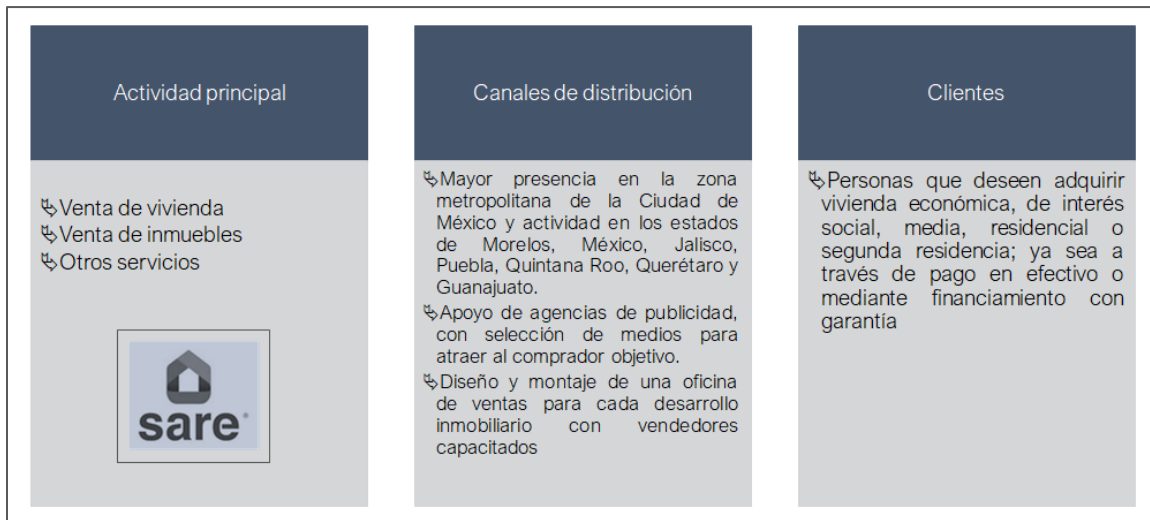 Actividad principal
Venta de vivienda
Venta de inmuebles
Otros servicios
sare
Canales de distribución
Mayor presencia en la zona
metropolitana de la Ciudad de
México y actividad en los estados
de Morelos, México, Jalisco,
Puebla, Quintana Roo, Querétaro y
Guanajuato.
Apoyo de agencias de publicidad,
con selección de medios para
atraer al comprador objetivo.
Diseño y montaje de una oficina
de ventas para cada desarrollo
inmobiliario con vendedores
capacitados
Clientes
Personas que deseen adquirir
vivienda económica, de interés
social, media, residencial o
segunda residencia; ya sea a
través de pago en efectivo o
mediante financiamiento con
garantía